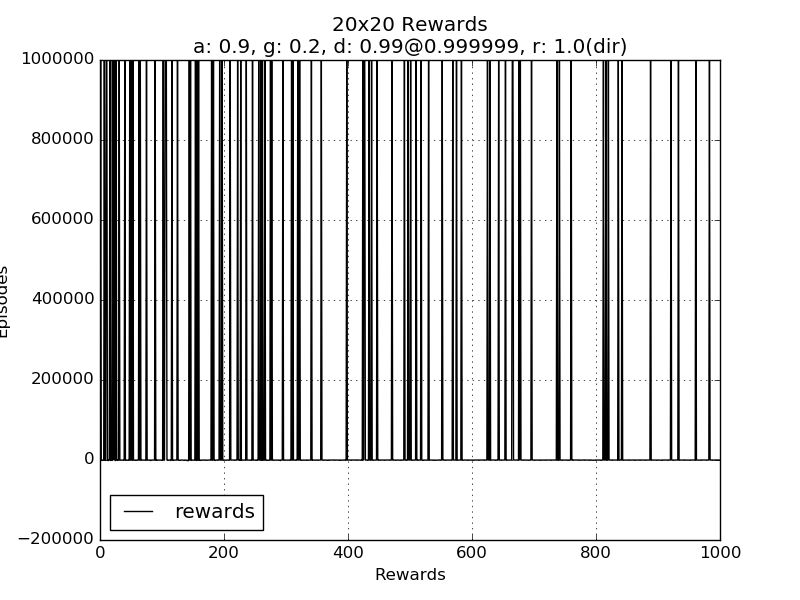 20x20 Rewards
a: 0.9, g: 0.2, d: 0.99@0.999999, r: 1.0(dir)
1000000
800000
600000
400000
200000
0
−200000
Episodes
rewards
0 200 400 600 800 1000
Rewards